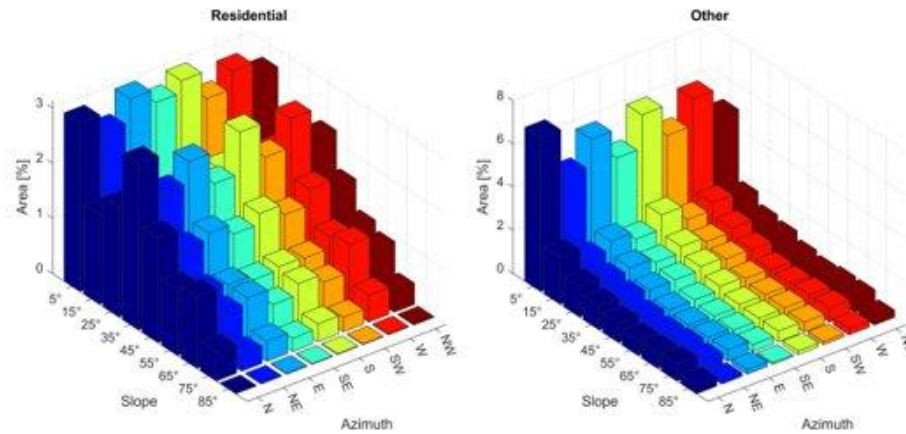 Residential
3
2
1
0
Area [%]
5°
15°
25°
35°
45°
55°
65°
75°
85°
Slope
N
NE
E
SE
S
SW
W
NW
Azimuth
Other
8
6
4
2
0
Area [%]
5°
15°
25°
35°
45°
55°
65°
75°
85°
Slope
N
NE
E
SE
S
SW
W
Azimuth